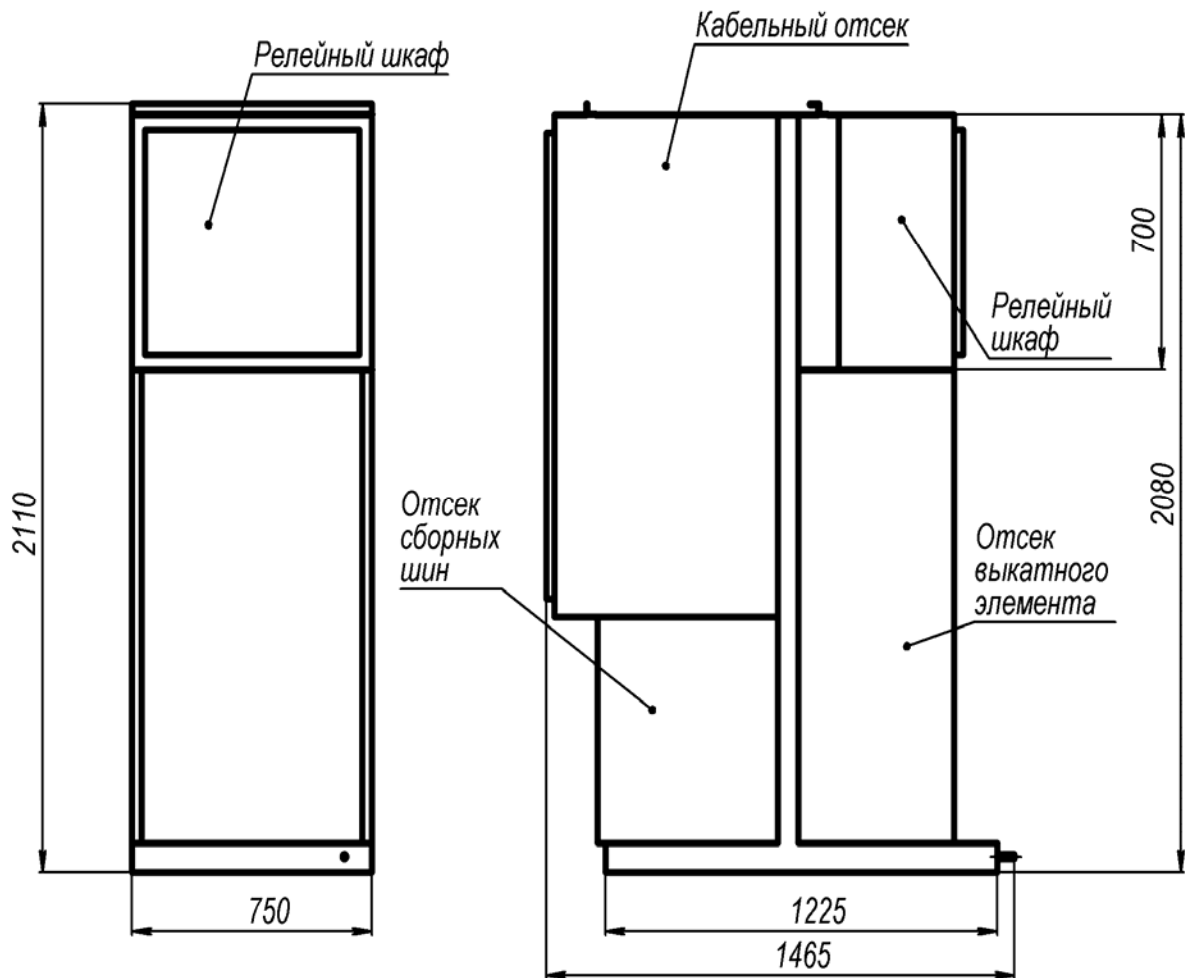 Кабельный отсек
Релейный шкаф
700
Релейный
шкаф
2110
2080
Отсек
сборных
шин
Отсек
выкатного
элемента
750
1225
1465